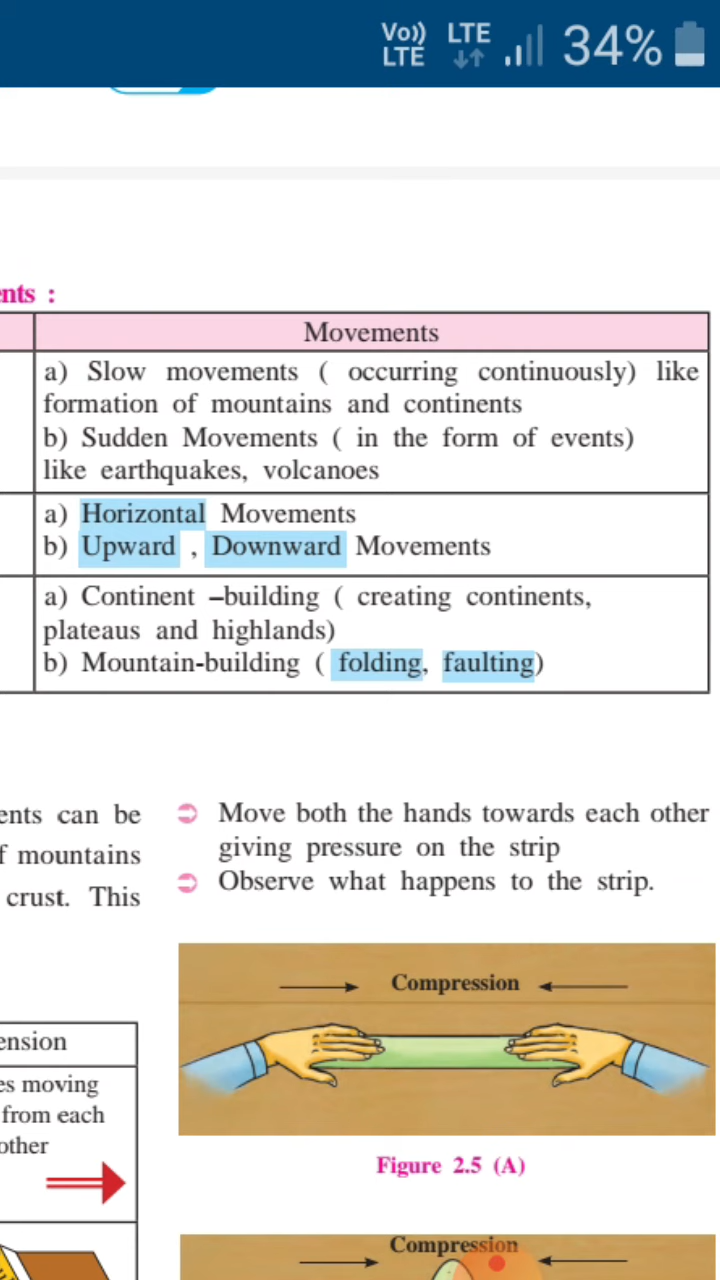 Vo)) LTE
LTE 34%
ents :
Movements
a) Slow movements ( occurring continuously) like
formation of mountains and continents
b) Sudden Movements ( in the form of events)
like earthquakes, volcanoes
a) Horizontal Movements
b) Upward , Downward Movements
a) Continent –building ( creating continents,
plateaus and highlands)
b) Mountain-building ( folding, faulting)
ents can be
f mountains
crust. This
Move both the hands towards each other
giving pressure on the strip
Observe what happens to the strip.
Compression
Figure 2.5 (A)
ension
es moving
from each
other
Compression